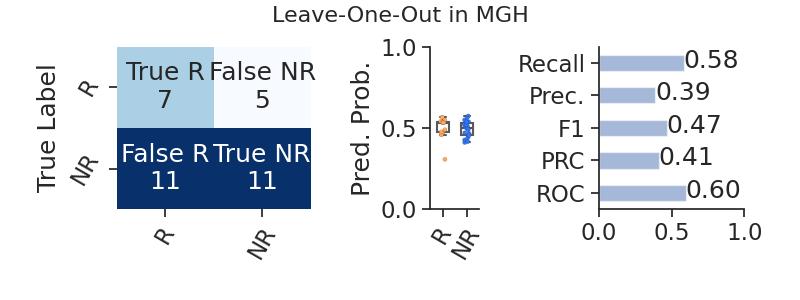 Leave-One-Out in MGH
True Label
R
NR
True R
7
False NR
5
False R
11
True NR
11
R
NR
Pred. Prob.
1.0
0.5
0.0
R
NR
Recall
0.58
Prec.
0.39
F1
0.47
PRC
0.41
ROC
0.60
0.0 0.5 1.0